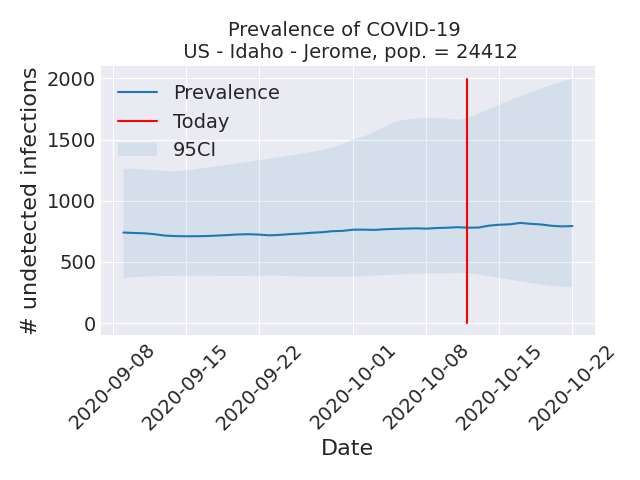 Prevalence of COVID-19
US - Idaho - Jerome, pop. = 24412
# undetected infections
2000
1500
1000
500
0
Prevalence
Today
95CI
2020-09-08
2020-09-15
2020-09-22
2020-10-01
2020-10-08
2020-10-15
2020-10-22
Date